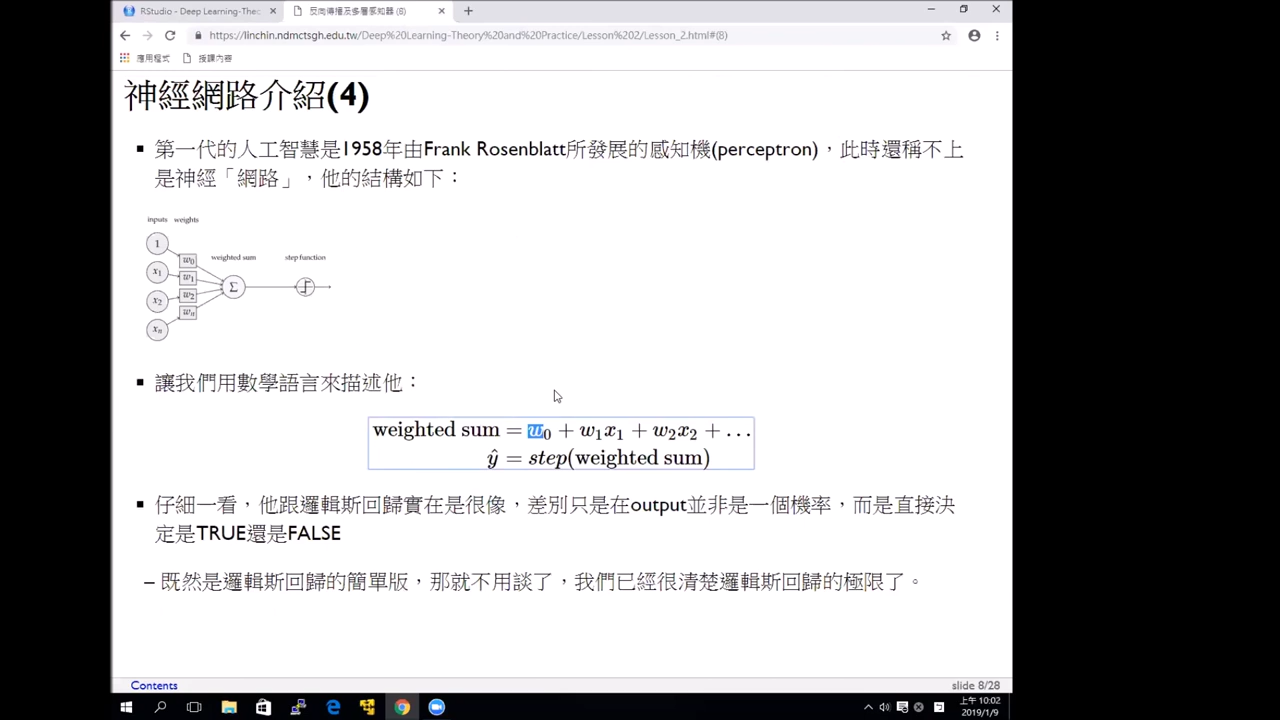 RStudio - Deep Learning-Theo
反向傳播及多層感知器 (8)
https://linchin.ndmctsgh.edu.tw/Deep%20Learning-Theory%20and%20Practice/Lesson%202/Lesson_2.html#(8)
應用程式
授課內容
神經網路介紹(4)
第一代的人工智慧是1958年由Frank Rosenblatt所發展的感知機(perceptron)，此時還稱不上
是神經「網路」，他的結構如下：
inputs weights
1
w0
weighted sum
step function
x1
w1
Σ
x2
w2
wn
xn
讓我們用數學語言來描述他：
weighted sum = w0 + w1x1 + w2x2 + ...
ŷ = step(weighted sum)
仔細一看，他跟邏輯斯回歸實在是很像，差別只是在output並非是一個機率，而是直接決
定是TRUE還是FALSE
– 既然是邏輯斯回歸的簡單版，那就不用談了，我們已經很清楚邏輯斯回歸的極限了。
Contents
slide 8/28
上午 10:02
2019/1/9